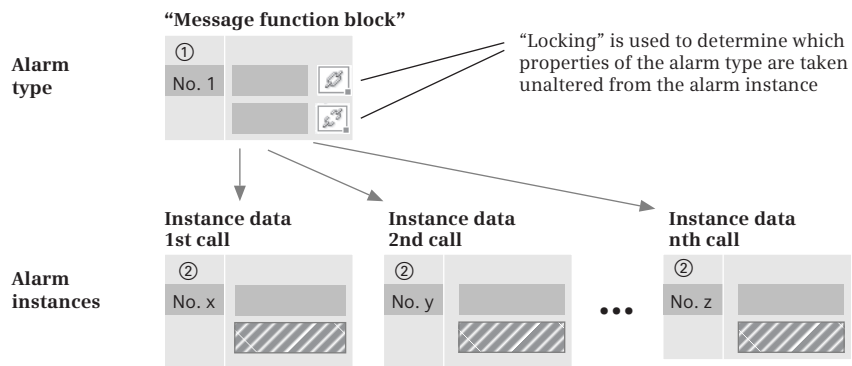 “Message function block”
Alarm
type
①
No. 1
“Locking” is used to determine which
properties of the alarm type are taken
unaltered from the alarm instance
Instance data
1st call
Instance data
2nd call
Instance data
nth call
Alarm
instances
②
No. x
②
No. y
•••
②
No. z